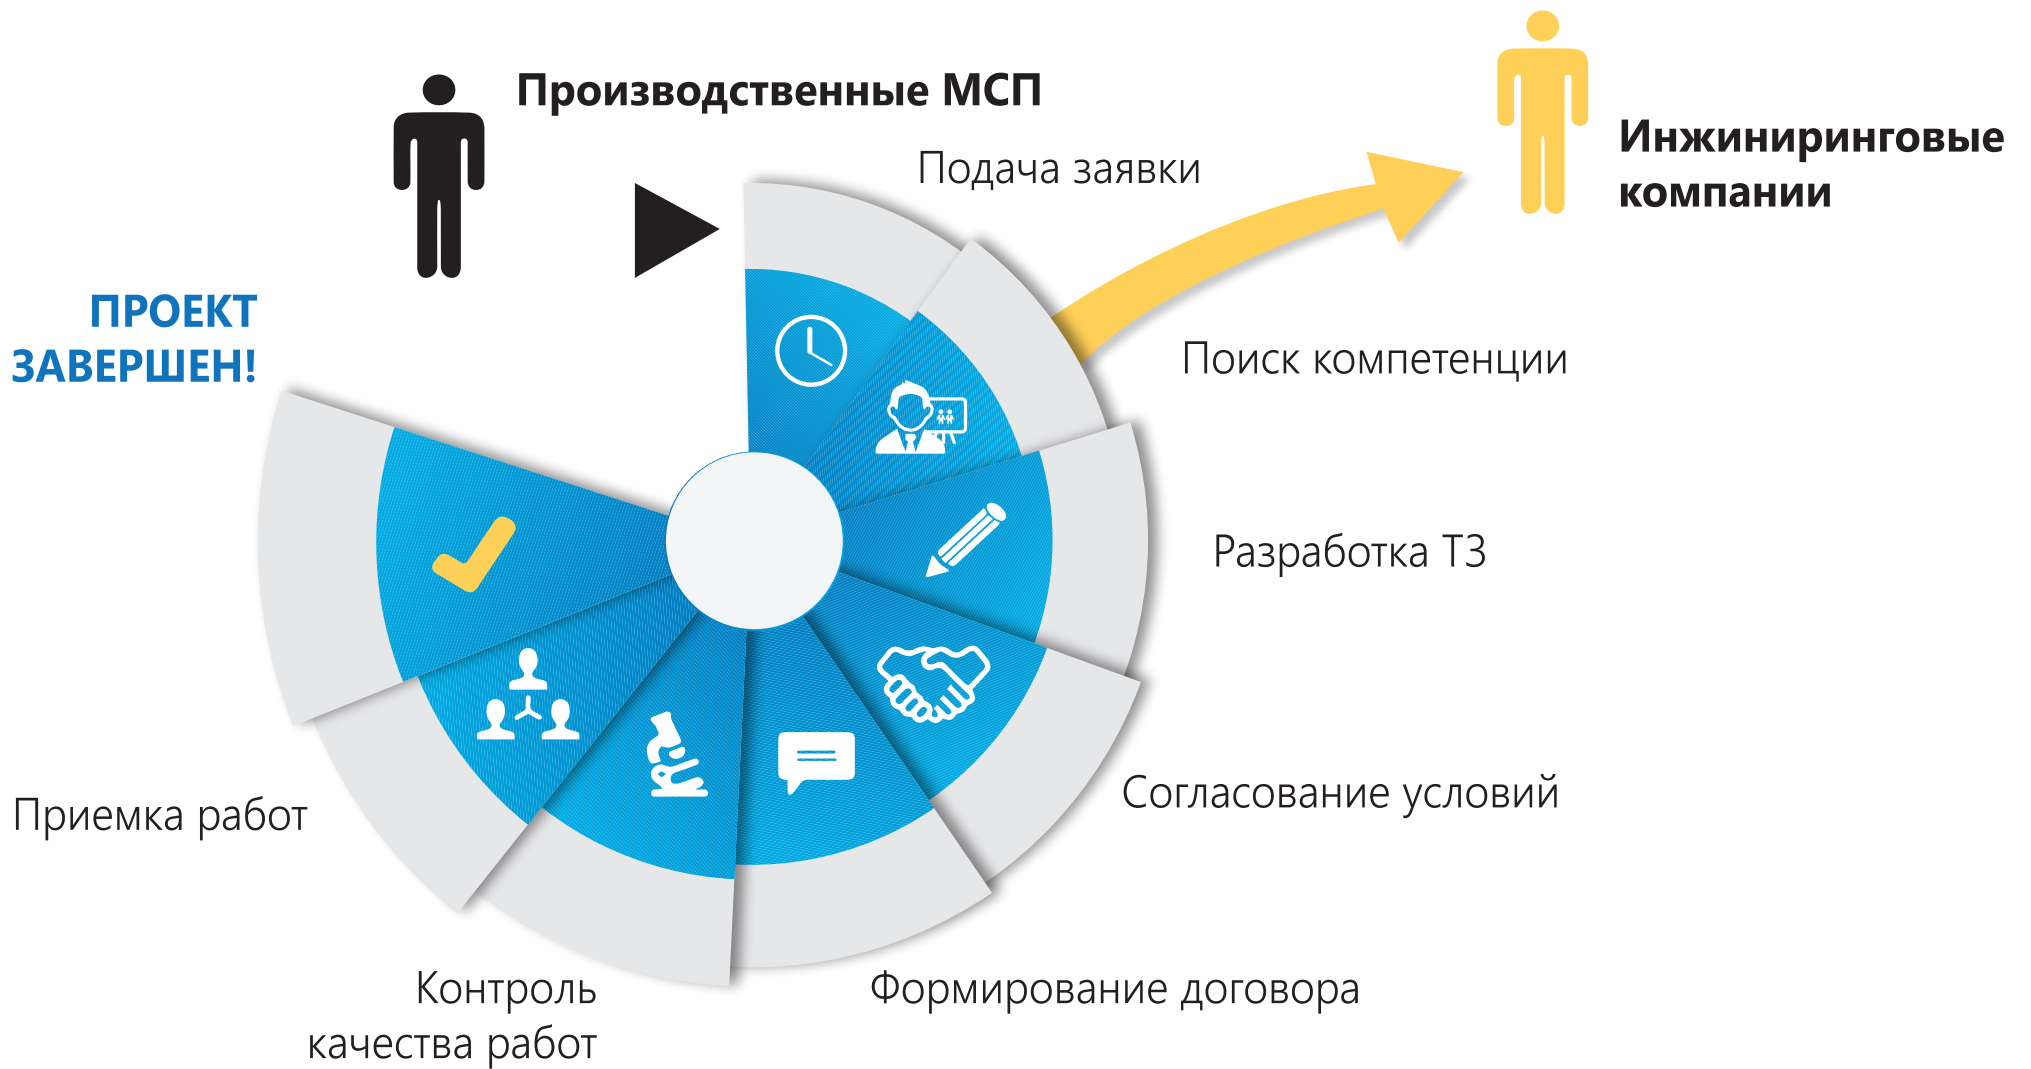 Производственные МСП
Инжиниринговые
компании
Подача заявки
Поиск компетенции
Разработка ТЗ
Согласование условий
Формирование договора
Контроль
качества работ
Приемка работ
ПРОЕКТ
ЗАВЕРШЕН!